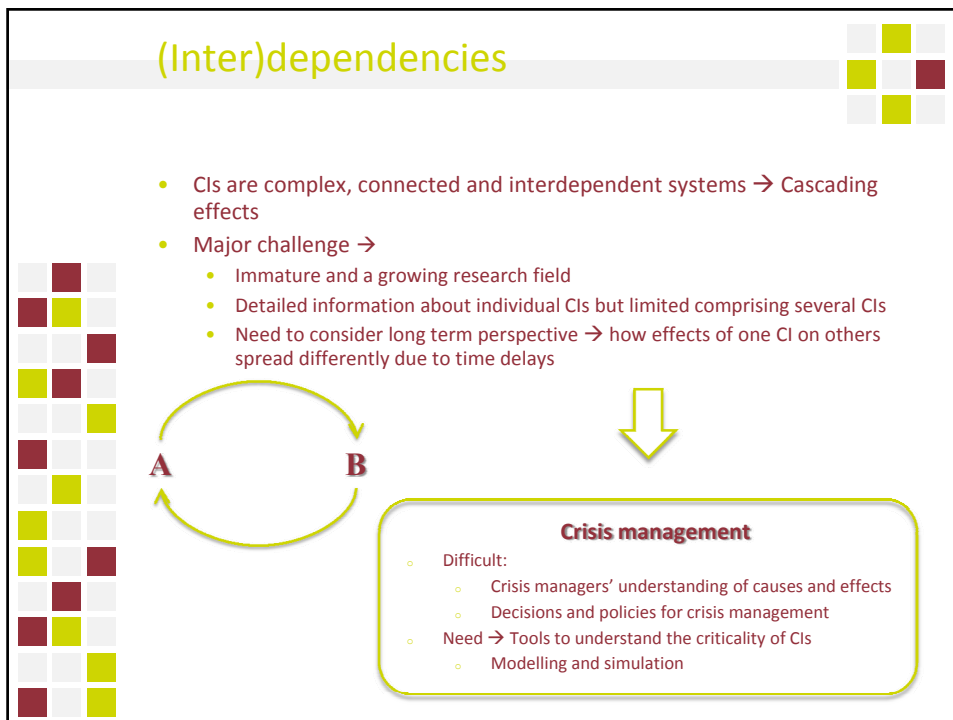 (Inter)dependencies
• CIs are complex, connected and interdependent systems → Cascading
effects
• Major challenge →
• Immature and a growing research field
• Detailed information about individual CIs but limited comprising several CIs
• Need to consider long term perspective → how effects of one CI on others
spread differently due to time delays
A B
Crisis management
○ Difficult:
○ Crisis managers’ understanding of causes and effects
○ Decisions and policies for crisis management
○ Need → Tools to understand the criticality of CIs
○ Modelling and simulation